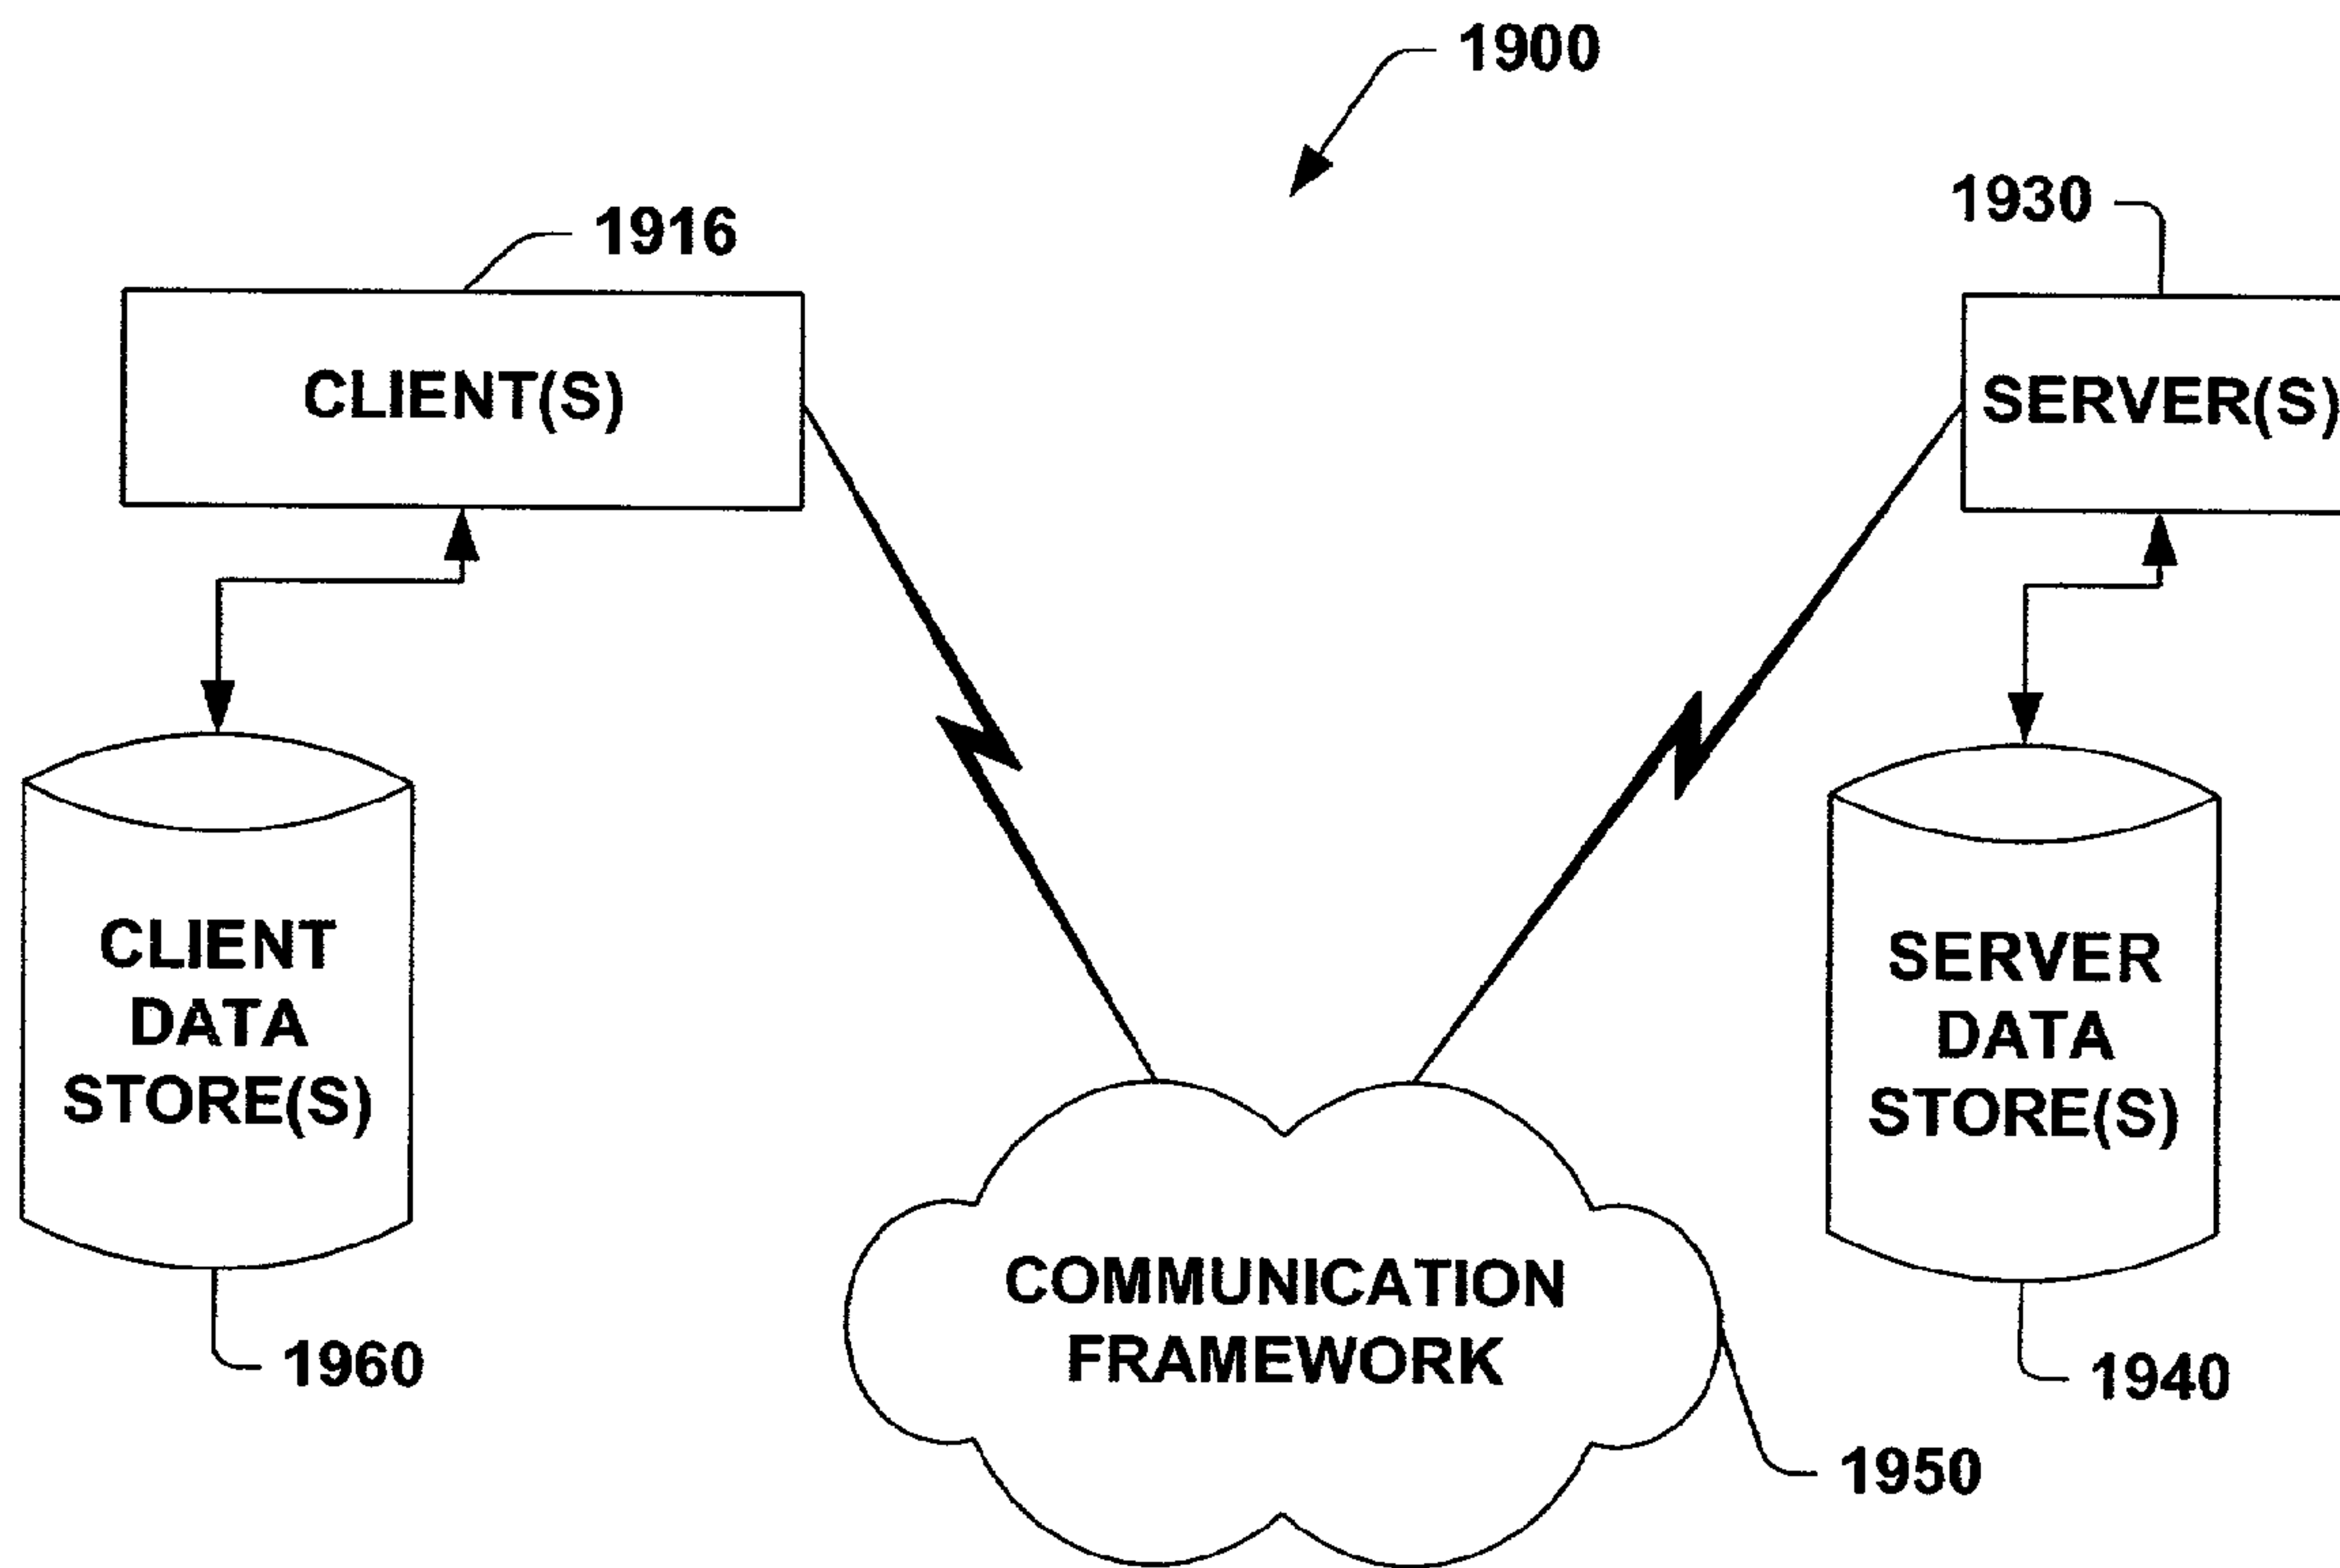 1900
1916
1930
CLIENT(S)
SERVER(S)
CLIENT
DATA
STORE(S)
SERVER
DATA
STORE(S)
COMMUNICATION
FRAMEWORK
1960
1940
1950